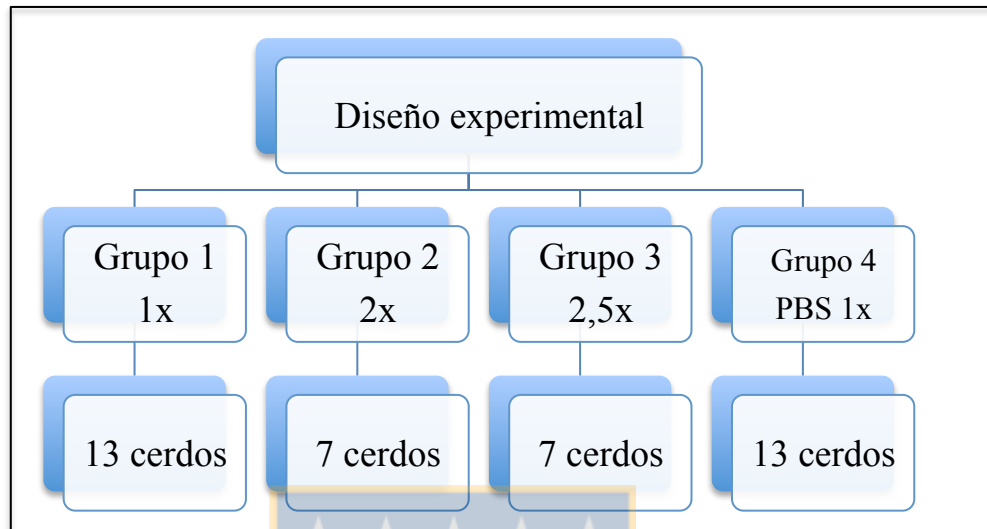 Diseño experimental
Grupo 1
1x
Grupo 2
2x
Grupo 3
2,5x
Grupo 4
PBS 1x
13 cerdos
7 cerdos
7 cerdos
13 cerdos